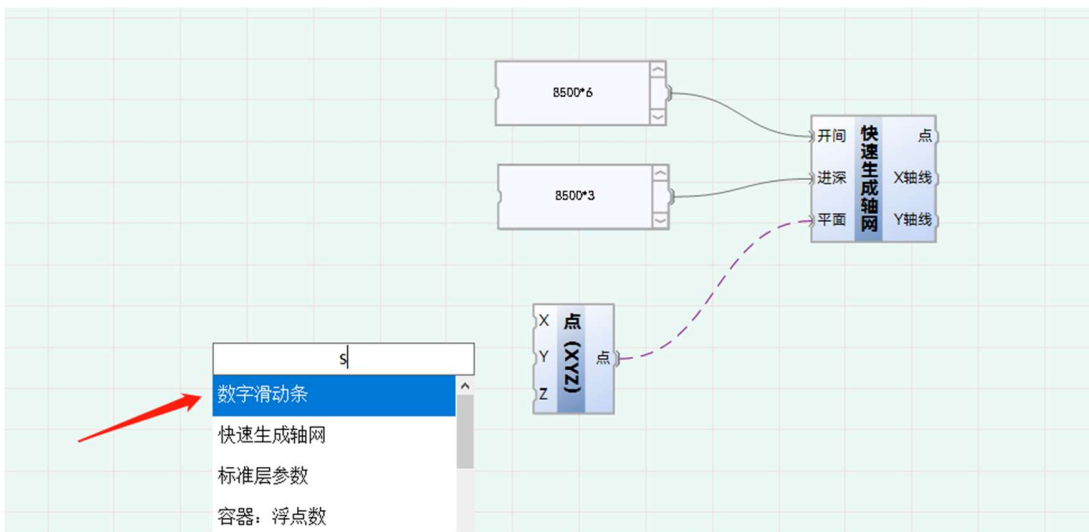 8500*6
8500*3
开间
进深
平面
快速生成轴网
点
X轴线
Y轴线
X
Y
Z
点（XYZ）
点
s
数字滑动条
快速生成轴网
标准层参数
容器：浮点数